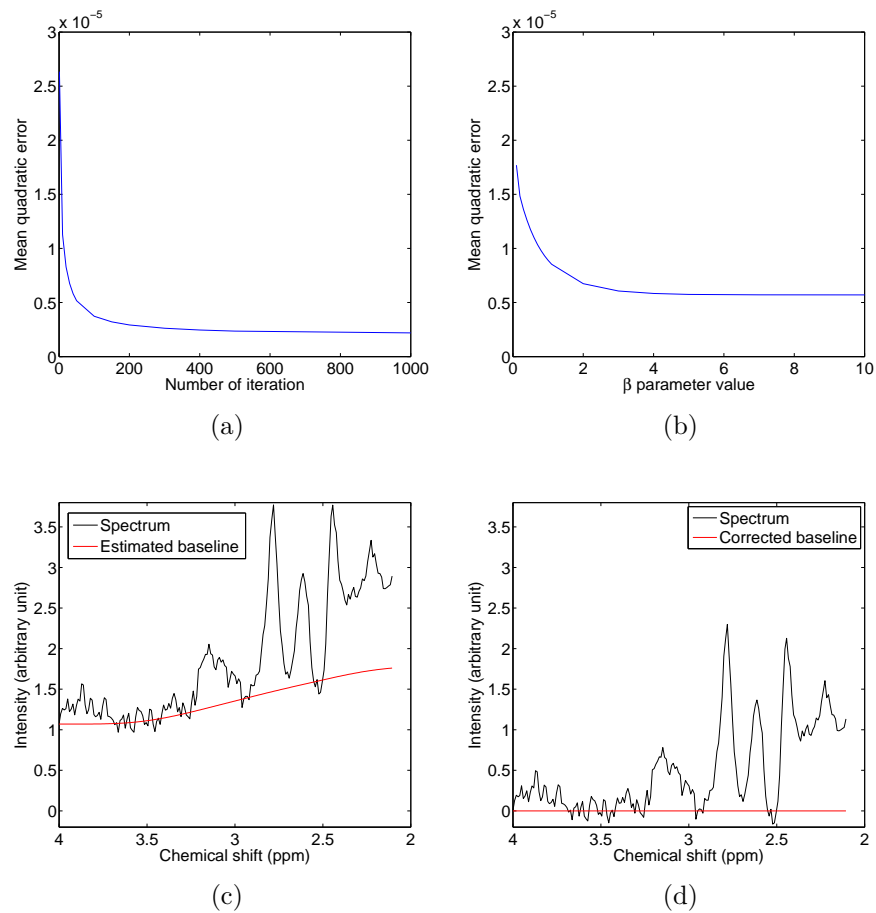 x 10⁻⁵
3
2.5
2
1.5
1
0.5
0
0 200 400 600 800 1000
Mean quadratic error
Number of iteration
(a)
x 10⁻⁵
3
2.5
2
1.5
1
0.5
0
0 2 4 6 8 10
Mean quadratic error
β parameter value
(b)
3.5
3
2.5
2
1.5
1
0.5
0
4 3.5 3 2.5 2
Intensity (arbitrary unit)
Chemical shift (ppm)
Spectrum
Estimated baseline
(c)
3.5
3
2.5
2
1.5
1
0.5
0
4 3.5 3 2.5 2
Intensity (arbitrary unit)
Chemical shift (ppm)
Spectrum
Corrected baseline
(d)